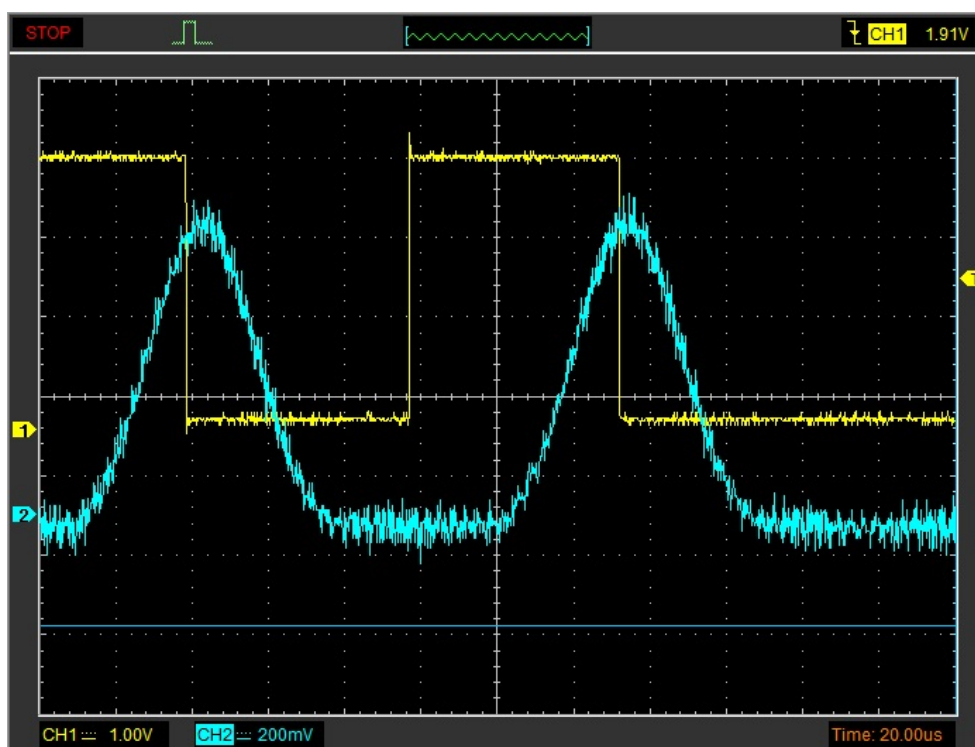 STOP
CH1 1.91V
T
1
2
CH1 1.00V
CH2 200mV
Time: 20.00us